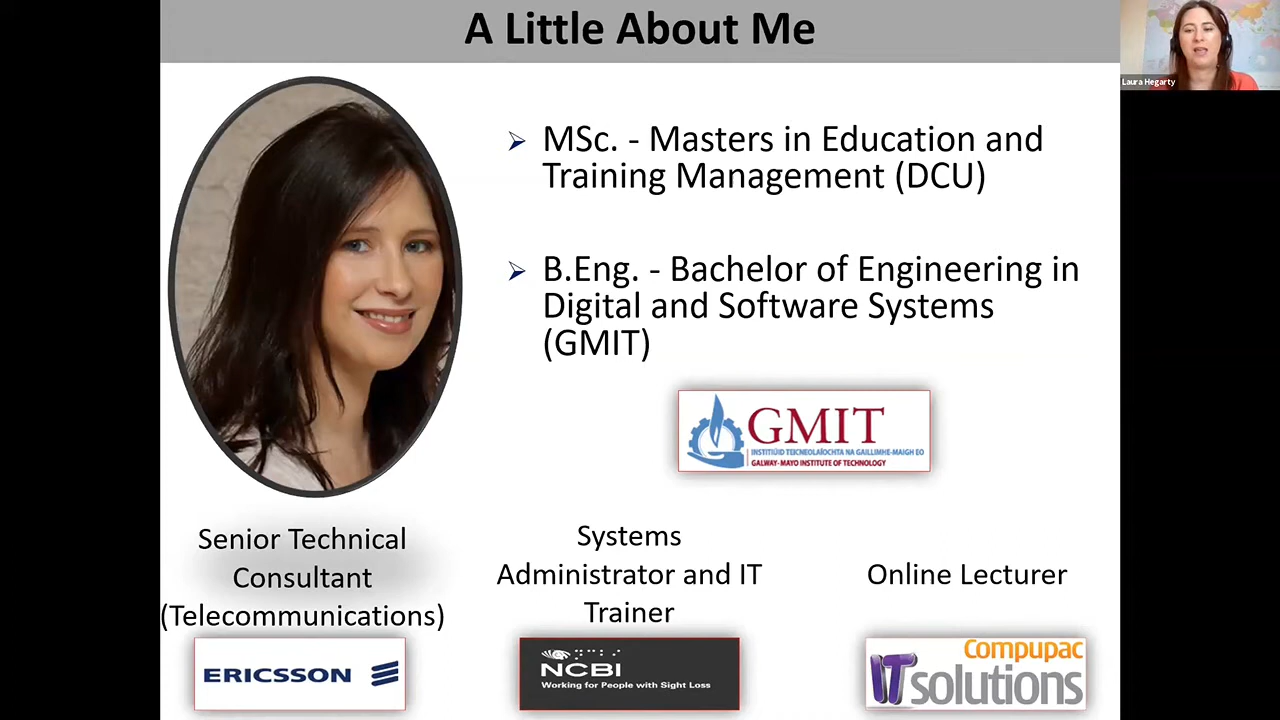 A Little About Me
Laura Hegarty
MSc. - Masters in Education and
Training Management (DCU)
B.Eng. - Bachelor of Engineering in
Digital and Software Systems
(GMIT)
GMIT
INSTITIÚID TEICNEOLAÍOCHTA NA GAILLIMHE-MAIGH EO
GALWAY-MAYO INSTITUTE OF TECHNOLOGY
Senior Technical
Consultant
(Telecommunications)
ERICSSON
Systems
Administrator and IT
Trainer
NCBI
Working for People with Sight Loss
Online Lecturer
Compupac
IT solutions